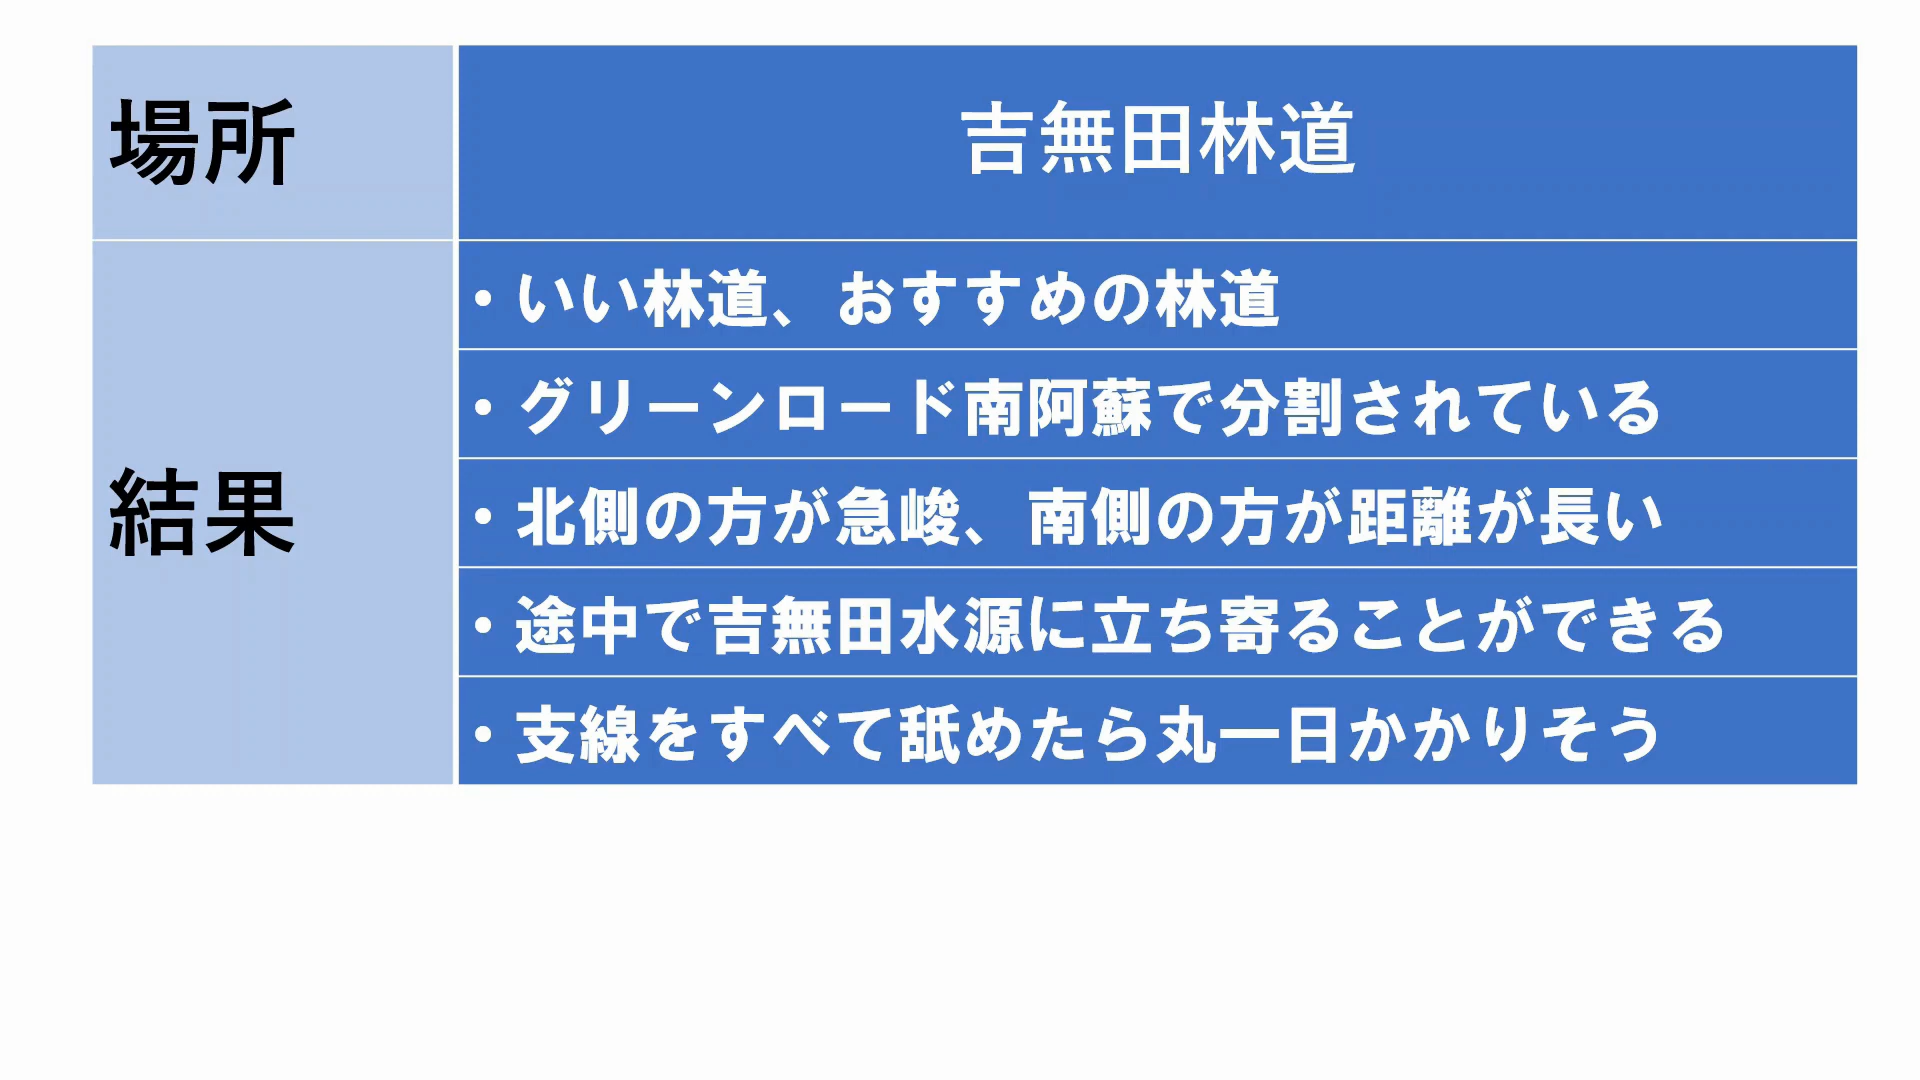 場所
吉無田林道
結果
・いい林道、おすすめの林道
・グリーンロード南阿蘇で分割されている
・北側の方が急峻、南側の方が距離が長い
・途中で吉無田水源に立ち寄ることができる
・支線をすべて舐めたら丸一日かかりそう